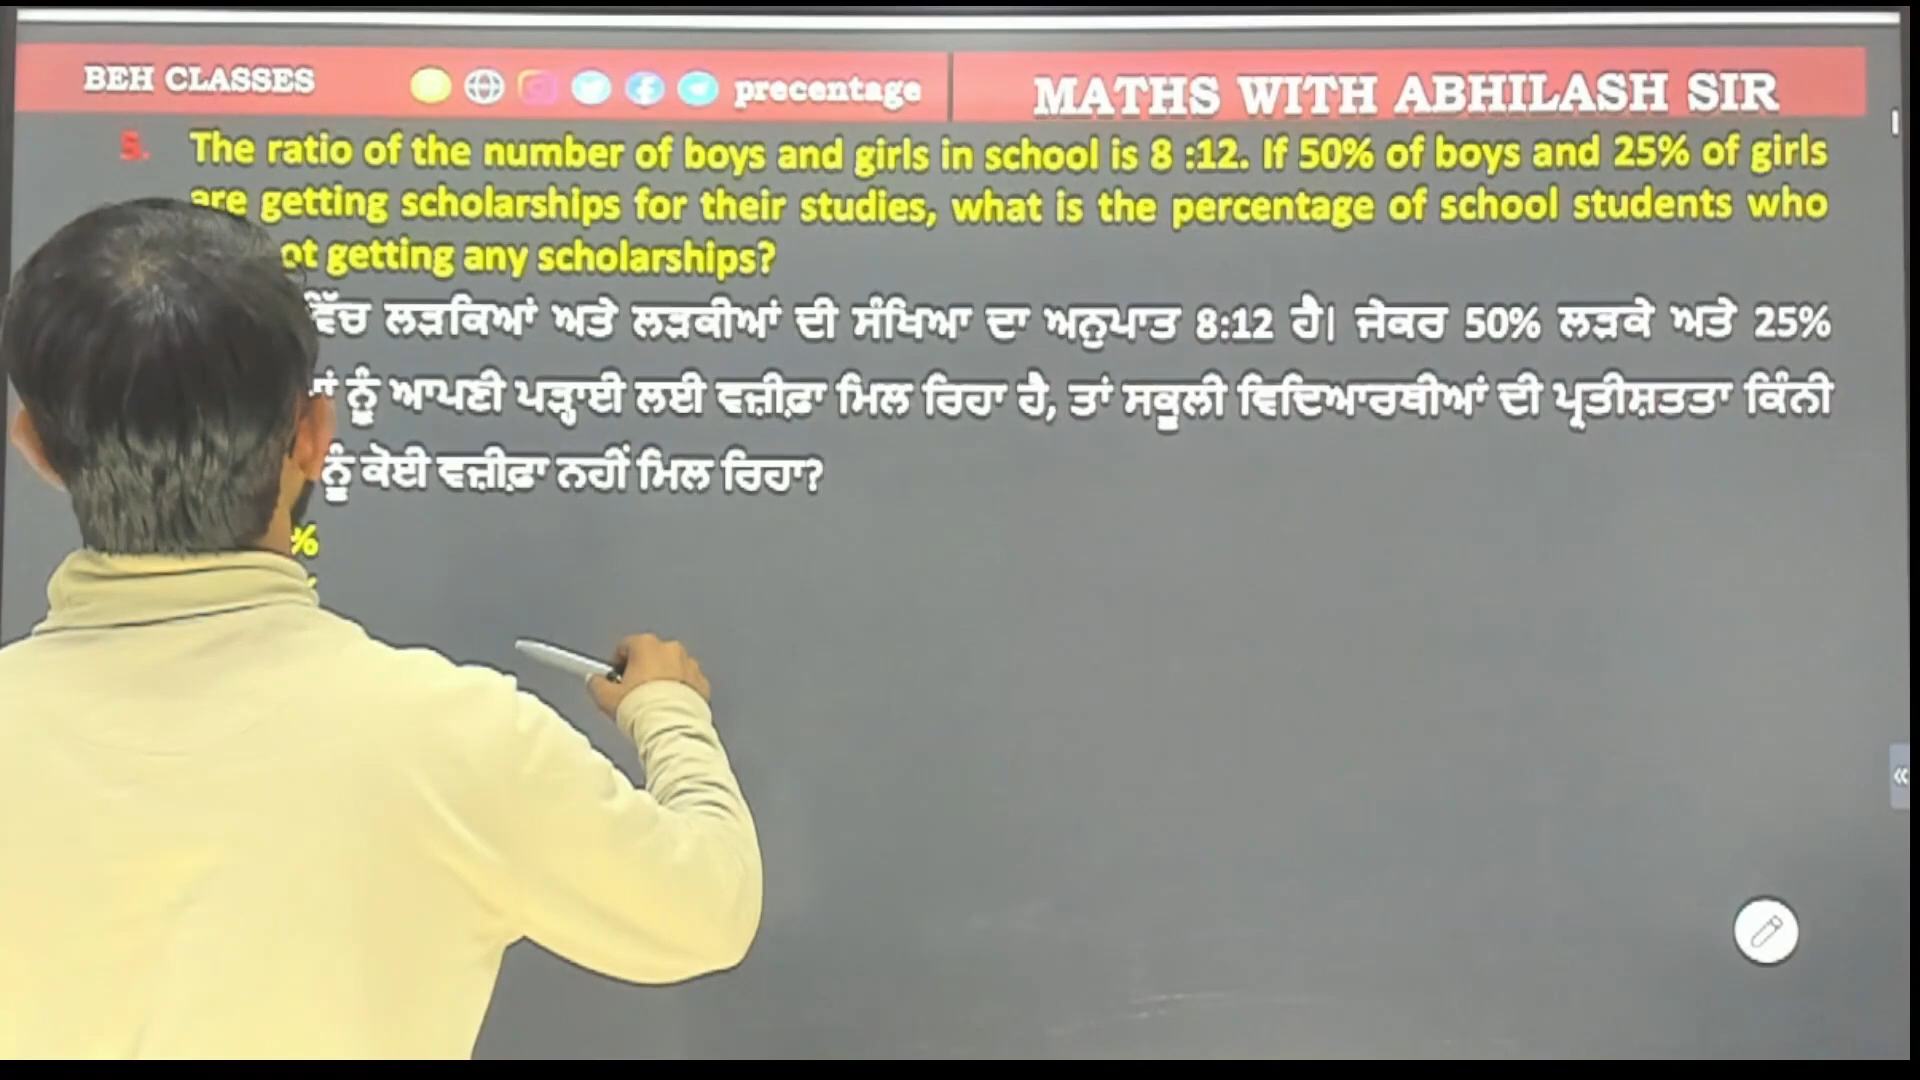 BEH CLASSES
precentage
MATHS WITH ABHILASH SIR
5. The ratio of the number of boys and girls in school is 8 :12. If 50% of boys and 25% of girls
are getting scholarships for their studies, what is the percentage of school students who
getting any scholarships?
ਵਿੱਚ ਲੜਕਿਆਂ ਅਤੇ ਲੜਕੀਆਂ ਦੀ ਸੰਖਿਆ ਦਾ ਅਨੁਪਾਤ 8:12 ਹੈ। ਜੇਕਰ 50% ਲੜਕੇ ਅਤੇ 25%
ਨੂੰ ਆਪਣੀ ਪੜ੍ਹਾਈ ਲਈ ਵਜ਼ੀਫ਼ਾ ਮਿਲ ਰਿਹਾ ਹੈ, ਤਾਂ ਸਕੂਲੀ ਵਿਦਿਆਰਥੀਆਂ ਦੀ ਪ੍ਰਤੀਸ਼ਤਤਾ ਕਿੰਨੀ
ਨੂੰ ਕੋਈ ਵਜ਼ੀਫ਼ਾ ਨਹੀਂ ਮਿਲ ਰਿਹਾ?
%